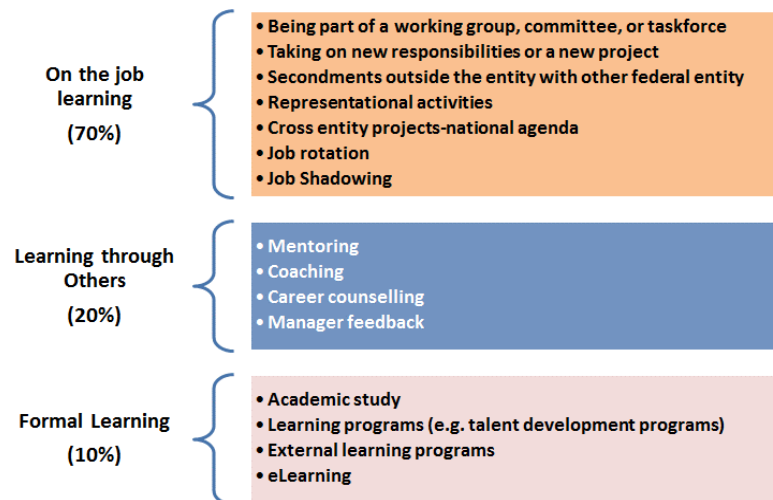 On the job
learning
(70%)
• Being part of a working group, committee, or taskforce
• Taking on new responsibilities or a new project
• Secondments outside the entity with other federal entity
• Representational activities
• Cross entity projects-national agenda
• Job rotation
• Job Shadowing
Learning through
Others
(20%)
• Mentoring
• Coaching
• Career counselling
• Manager feedback
Formal Learning
(10%)
• Academic study
• Learning programs (e.g. talent development programs)
• External learning programs
• eLearning